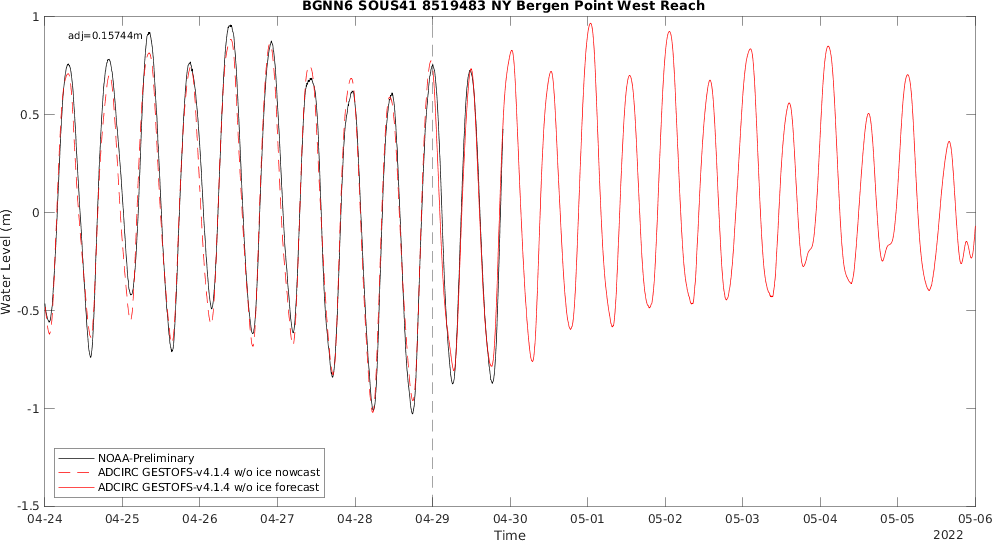 BGNN6 SOUS41 8519483 NY Bergen Point West Reach
adj=0.15744m
1
0.5
0
-0.5
-1
-1.5
Water Level (m)
NOAA-Preliminary
ADCIRC GESTOFS-v4.1.4 w/o ice nowcast
ADCIRC GESTOFS-v4.1.4 w/o ice forecast
04-24 04-25 04-26 04-27 04-28 04-29 04-30 05-01 05-02 05-03 05-04 05-05 05-06
Time
2022